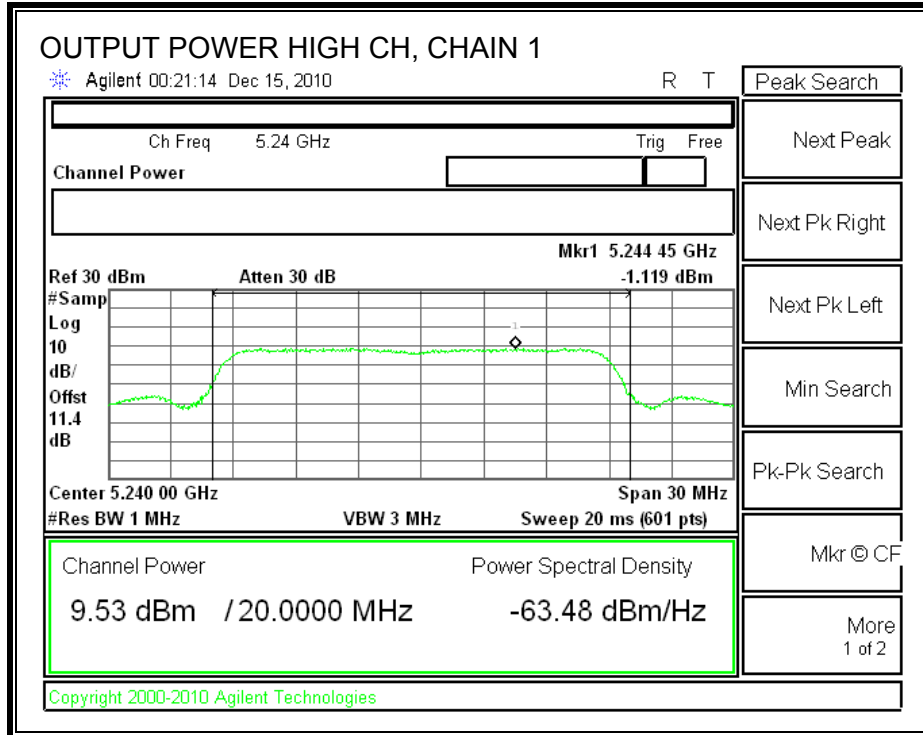 OUTPUT POWER HIGH CH, CHAIN 1
Agilent 00:21:14 Dec 15, 2010 R T
Peak Search
Ch Freq 5.24 GHz Trig Free
Channel Power
Mkr1 5.244 45 GHz
Ref 30 dBm Atten 30 dB -1.119 dBm
#Samp
Log
10
dB/
Offst
11.4
dB
1
Center 5.240 00 GHz Span 30 MHz
#Res BW 1 MHz VBW 3 MHz Sweep 20 ms (601 pts)
Channel Power Power Spectral Density
9.53 dBm / 20.0000 MHz -63.48 dBm/Hz
Next Peak
Next Pk Right
Next Pk Left
Min Search
Pk-Pk Search
Mkr © CF
More
1 of 2
Copyright 2000-2010 Agilent Technologies